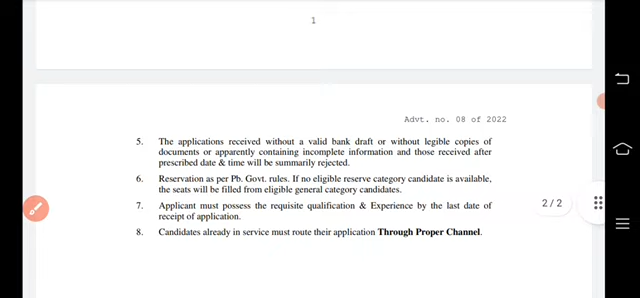 1
Advt. no. 08 of 2022
5. The applications received without a valid bank draft or without legible copies of
documents or apparently containing incomplete information and those received after
prescribed date & time will be summarily rejected.
6. Reservation as per Pb. Govt. rules. If no eligible reserve category candidate is available,
the seats will be filled from eligible general category candidates.
7. Applicant must possess the requisite qualification & Experience by the last date of
receipt of application.
2/2
8. Candidates already in service must route their application Through Proper Channel.